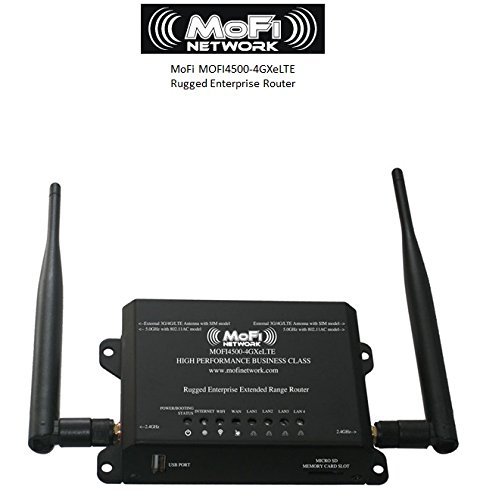 MoFi
NETWORK
MoFi MOFI4500-4GXeLTE
Rugged Enterprise Router
<-External 3G/4G/LTE Antenna with SIM model
<- 5.0GHz with 802.11AC model
External 3G/4G/LTE Antenna with SIM model->
5.0GHz with 802.11AC model->
MoFi
NETWORK
MOFI4500-4GXeLTE
HIGH PERFORMANCE BUSINESS CLASS
www.mofinetwork.com
Rugged Enterprise Extended Range Router
POWER/BOOTING
STATUS INTERNET WIFI WAN LAN1 LAN2 LAN3 LAN 4
<-2.4GHz
2.4GHz->
USB PORT
MICRO SD
MEMORY CARD SLOT